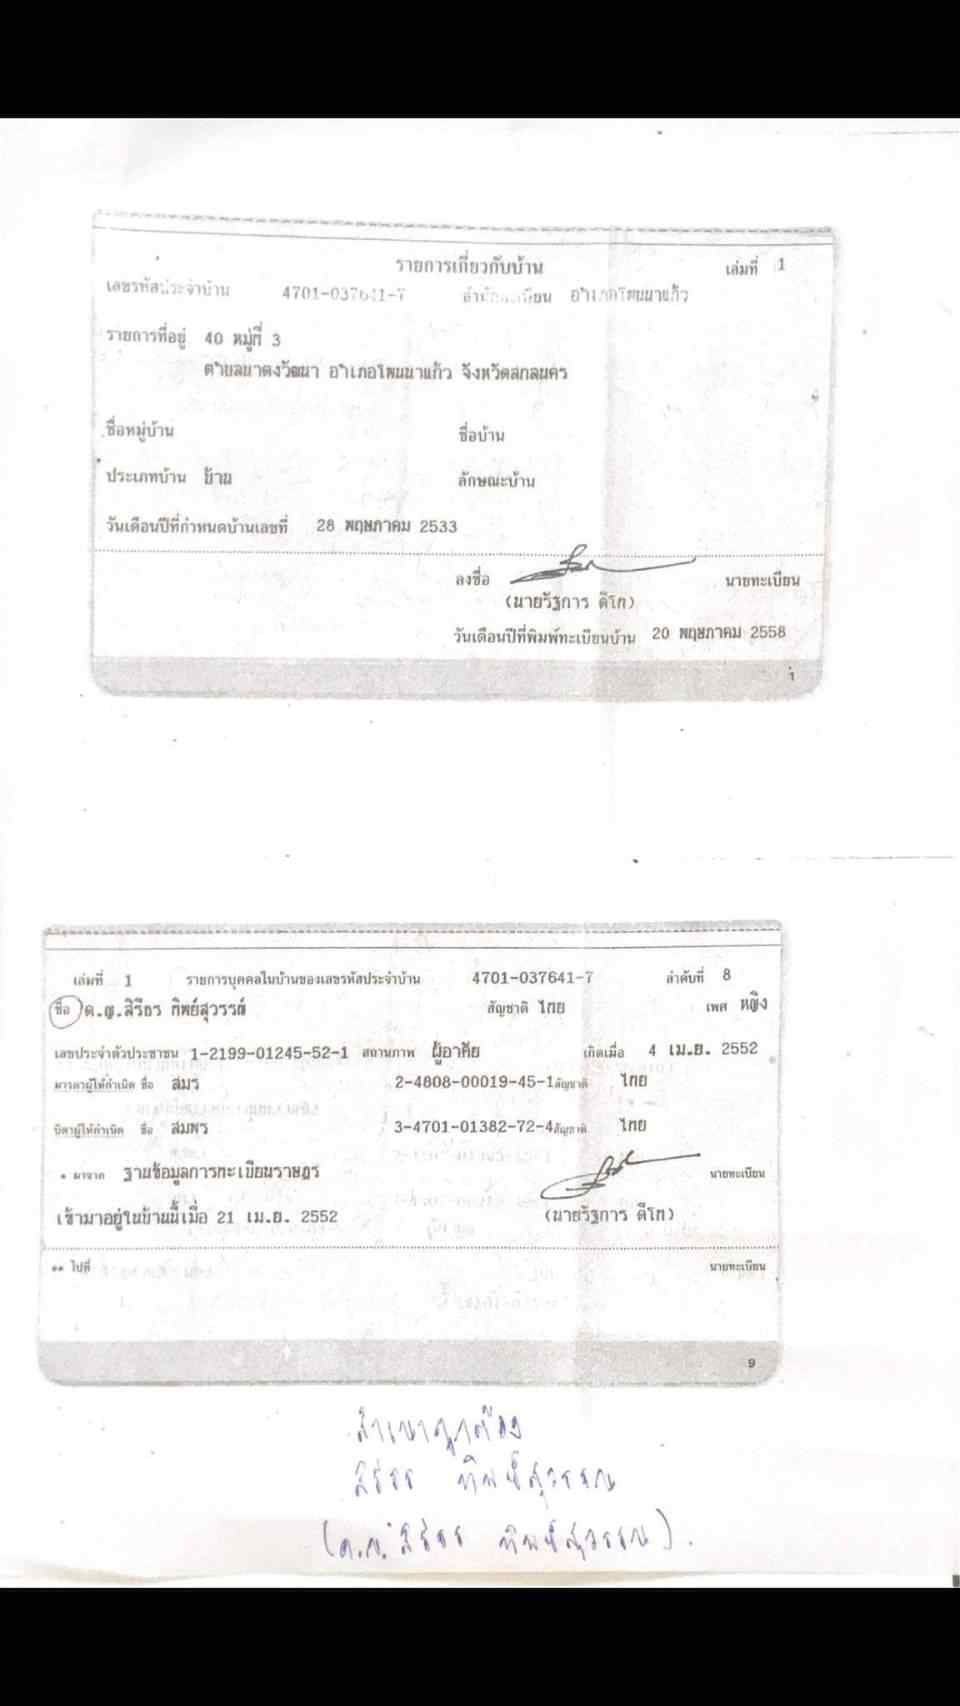 รายการเกี่ยวกับบ้าน เล่มที่ 1
เลขรหัสประจำบ้าน 4701-037641-7 สำนักทะเบียน อำเภอโพนนาแก้ว
รายการที่อยู่ 40 หมู่ที่ 3
ตำบลนาตงวัฒนา อำเภอโพนนาแก้ว จังหวัดสกลนคร
ชื่อหมู่บ้าน ชื่อบ้าน
ประเภทบ้าน บ้าน ลักษณะบ้าน
วันเดือนปีที่กำหนดบ้านเลขที่ 28 พฤษภาคม 2533
ลงชื่อ นายทะเบียน
(นายรัฐการ ดีโก)
วันเดือนปีที่พิมพ์ทะเบียนบ้าน 20 พฤษภาคม 2558
1
เล่มที่ 1 รายการบุคคลในบ้านของเลขรหัสประจำบ้าน 4701-037641-7 ลำดับที่ 8
ชื่อ ด.ญ.สิรีธร ทิพย์สุวรรต์ สัญชาติ ไทย เพศ หญิง
เลขประจำตัวประชาชน 1-2199-01245-52-1 สถานภาพ ผู้อาศัย เกิดเมื่อ 4 เม.ย. 2552
มารดาผู้ให้กำเนิด ชื่อ สมร 2-4808-00019-45-1 สัญชาติ ไทย
บิดาผู้ให้กำเนิด ชื่อ สมพร 3-4701-01382-72-4 สัญชาติ ไทย
* มาจาก ฐานข้อมูลการทะเบียนราษฎร นายทะเบียน
เข้ามาอยู่ในบ้านนี้เมื่อ 21 เม.ย. 2552 (นายรัฐการ ดีโก)
** ไปที่ นายทะเบียน
9
สำเนาถูกต้อง
สิรีธร ทิพย์สุวรรณ
(ด.ญ. สิรีธร ทิพย์สุวรรณ).